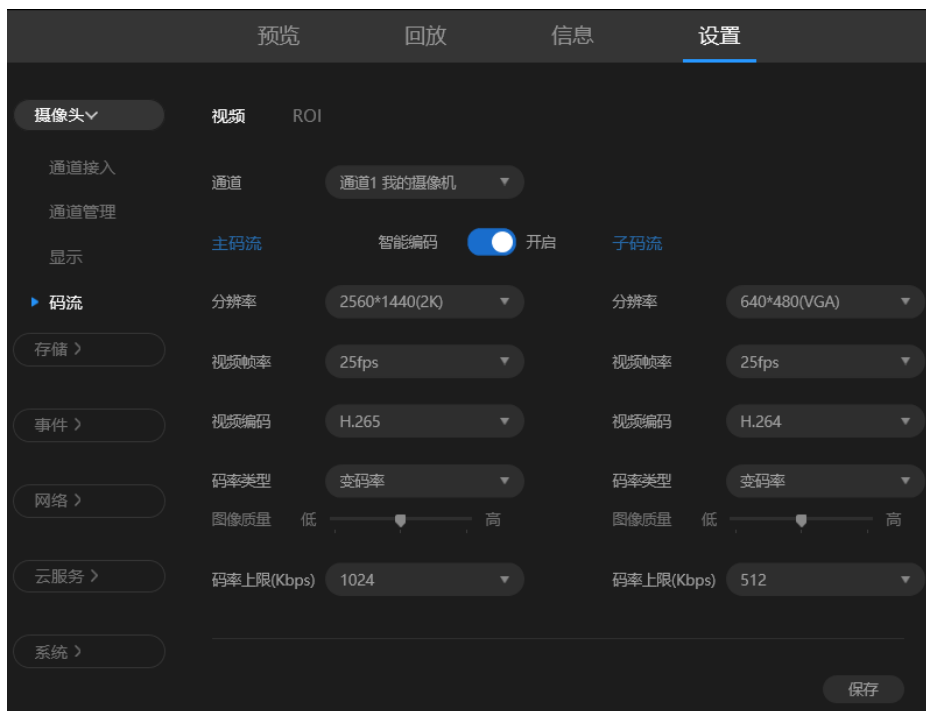 预览 回放 信息 设置
摄像头 视频 ROI
通道接入
通道 通道1 我的摄像机
通道管理
主码流 智能编码 开启 子码流
显示
码流 分辨率 2560*1440(2K) 分辨率 640*480(VGA)
存储
视频帧率 25fps 视频帧率 25fps
事件 视频编码 H.265 视频编码 H.264
码率类型 变码率 码率类型 变码率
网络
图像质量 低 高 图像质量 低 高
云服务 码率上限(Kbps) 1024 码率上限(Kbps) 512
系统
保存